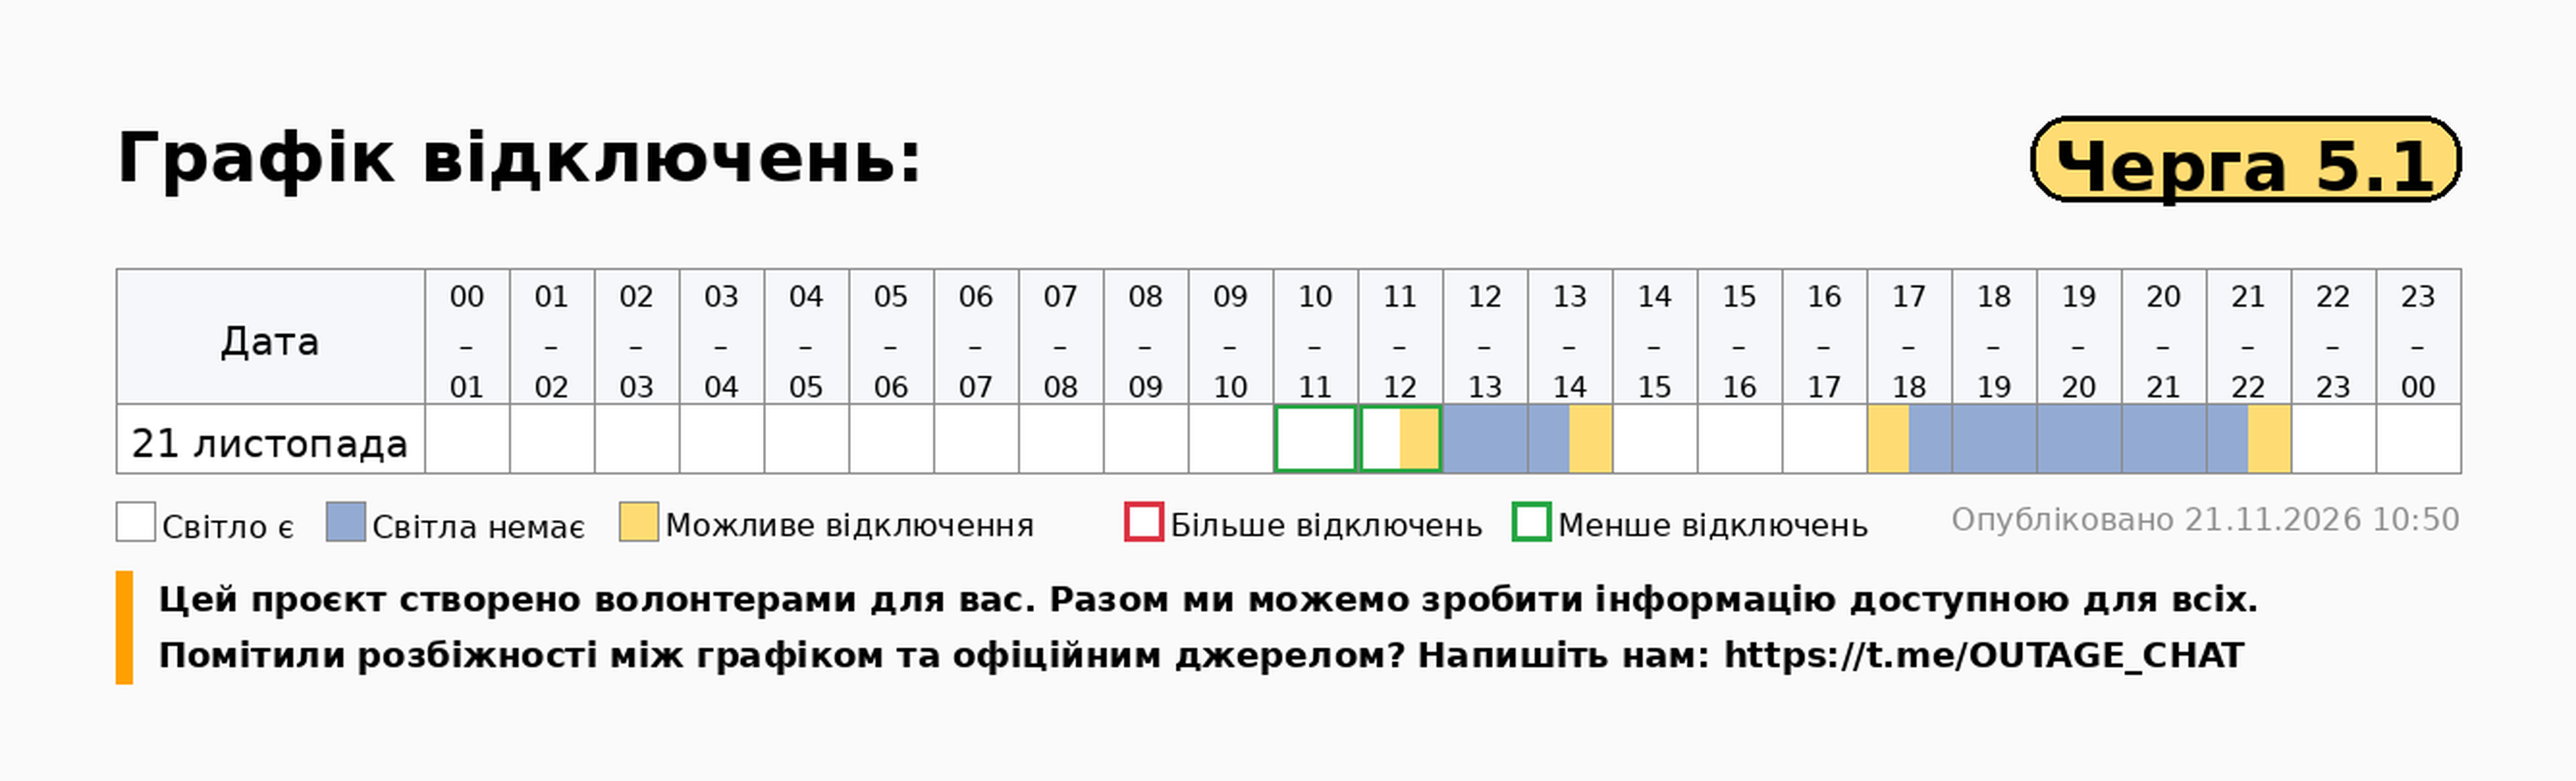 Графік відключень:
Черга 5.1
Дата 00 – 01 01 – 02 02 – 03 03 – 04 04 – 05 05 – 06 06 – 07 07 – 08 08 – 09 09 – 10 10 – 11 11 – 12 12 – 13 13 – 14 14 – 15 15 – 16 16 – 17 17 – 18 18 – 19 19 – 20 20 – 21 21 – 22 22 – 23 23 – 00
21 листопада
Світло є Світла немає Можливе відключення Більше відключень Менше відключень Опубліковано 21.11.2026 10:50
Цей проєкт створено волонтерами для вас. Разом ми можемо зробити інформацію доступною для всіх.
Помітили розбіжності між графіком та офіційним джерелом? Напишіть нам: https://t.me/OUTAGE_CHAT